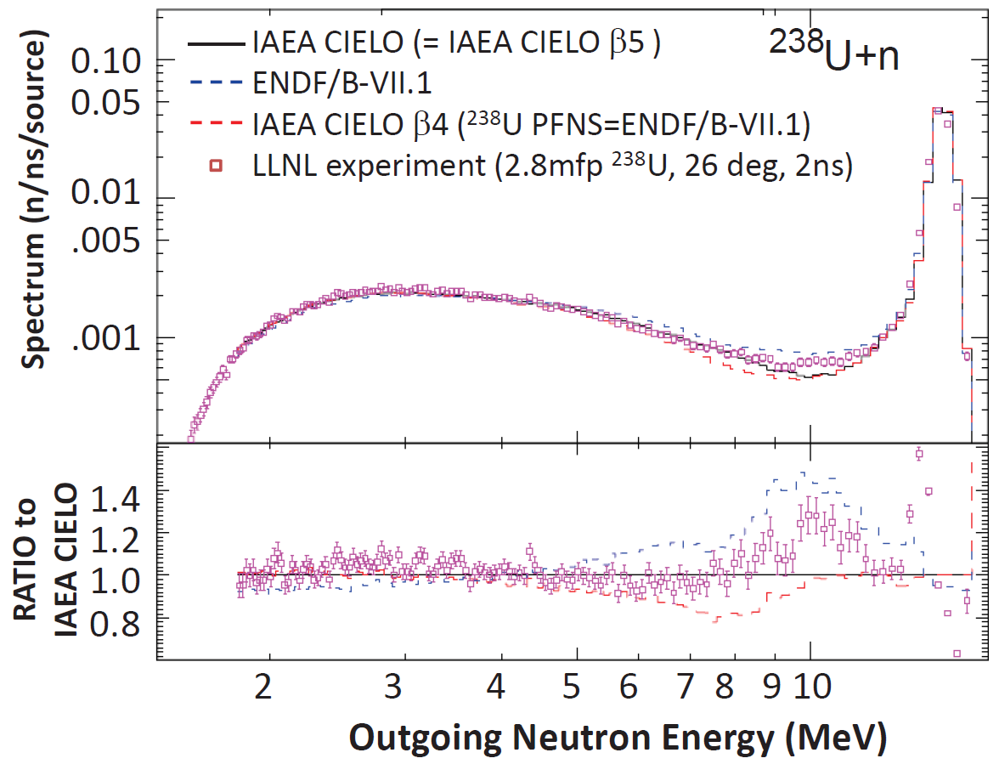 IAEA CIELO (= IAEA CIELO β5 )
²³⁸U+n
ENDF/B-VII.1
IAEA CIELO β4 (²³⁸U PFNS=ENDF/B-VII.1)
LLNL experiment (2.8mfp ²³⁸U, 26 deg, 2ns)
Spectrum (n/ns/source)
0.10
0.05
0.01
.005
.001
RATIO to
IAEA CIELO
1.4
1.2
1.0
0.8
2 3 4 5 6 7 8 9 10
Outgoing Neutron Energy (MeV)